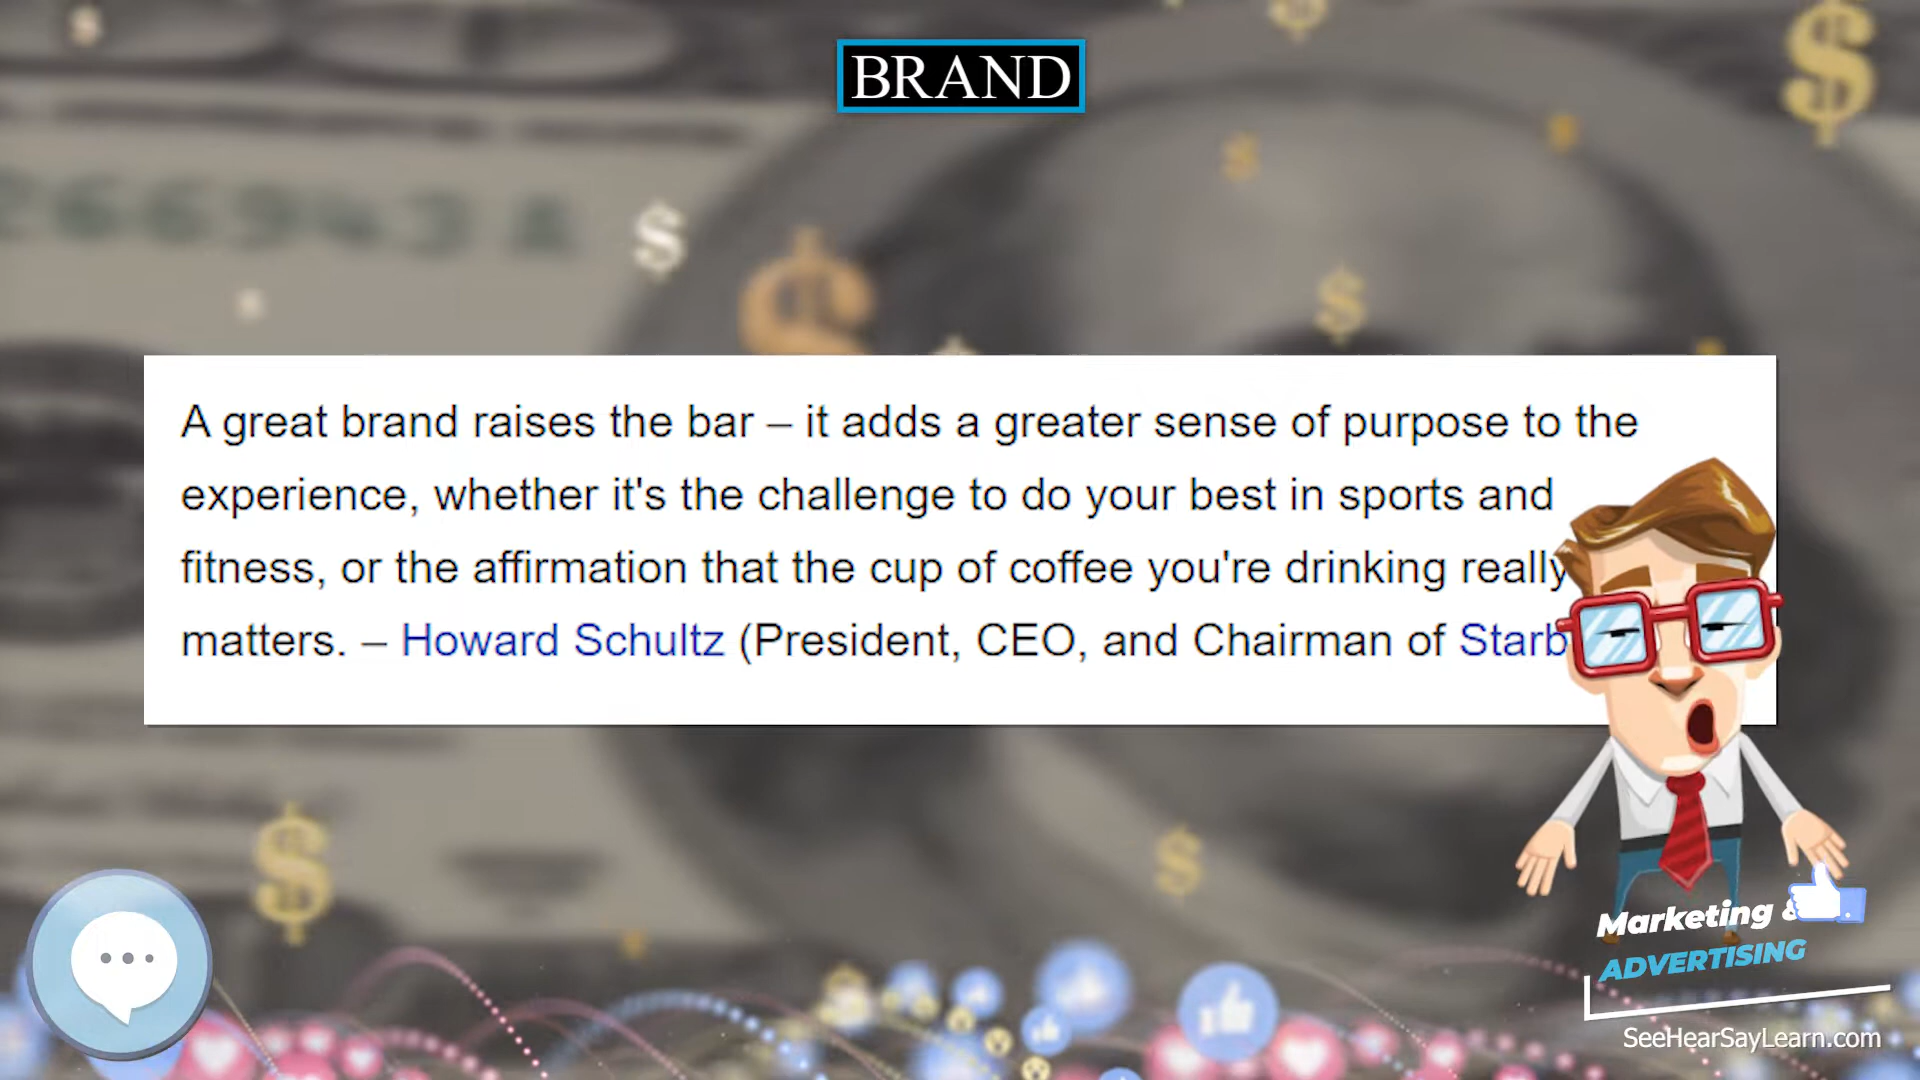 BRAND
A great brand raises the bar – it adds a greater sense of purpose to the
experience, whether it's the challenge to do your best in sports and
fitness, or the affirmation that the cup of coffee you're drinking really
matters. – Howard Schultz (President, CEO, and Chairman of Starb
Marketing &
ADVERTISING
SeeHearSayLearn.com